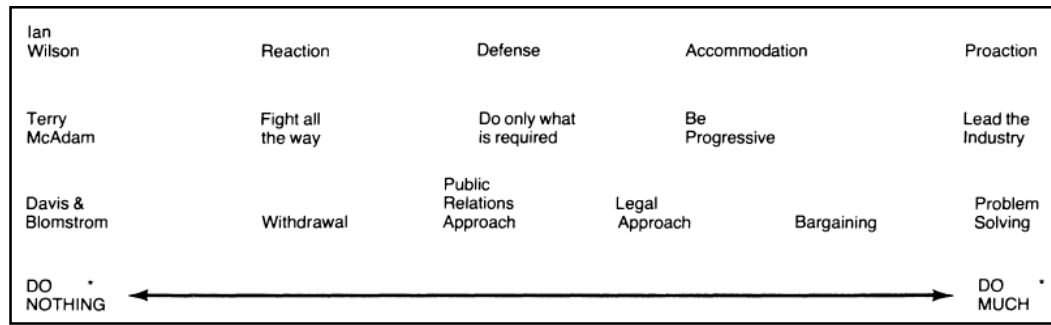 Ian
Wilson Reaction Defense Accommodation Proaction
Terry Fight all Do only what Be Lead the
McAdam the way is required Progressive Industry
Public
Davis & Relations Legal Problem
Blomstrom Withdrawal Approach Approach Bargaining Solving
DO * DO *
NOTHING MUCH